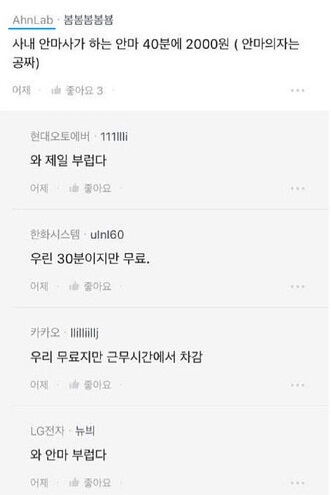 AhnLab · 봄봄봄봄봄
사내 안마사가 하는 안마 40분에 2000원 ( 안마의자는
공짜)
어제 · 좋아요 3 ·
현대오토에버 · 111llli
와 제일 부럽다
어제 · 좋아요 ·
한화시스템 · ulnl60
우린 30분이지만 무료.
어제 · 좋아요 ·
카카오 · llilliillj
우리 무료지만 근무시간에서 차감
어제 · 좋아요 ·
LG전자 · 뉴븨
와 안마 부럽다
어제 · 좋아요 ·